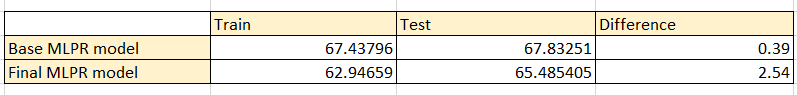 Train Test Difference
Base MLPR model 67.43796 67.83251 0.39
Final MLPR model 62.94659 65.485405 2.54